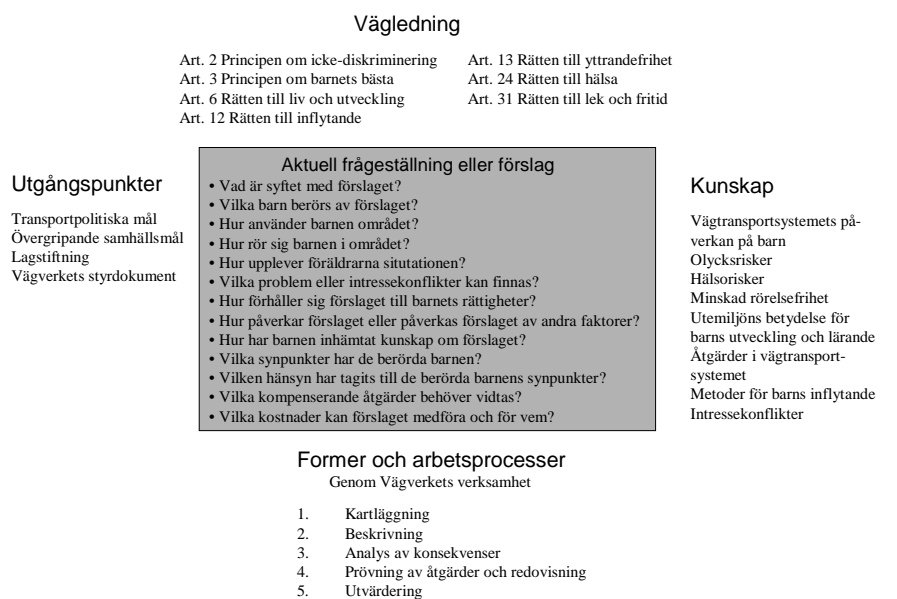 Vägledning
Art. 2 Principen om icke-diskriminering
Art. 3 Principen om barnets bästa
Art. 6 Rätten till liv och utveckling
Art. 12 Rätten till inflytande
Art. 13 Rätten till yttrandefrihet
Art. 24 Rätten till hälsa
Art. 31 Rätten till lek och fritid
Utgångspunkter
Transportpolitiska mål
Övergripande samhällsmål
Lagstiftning
Vägverkets styrdokument
Aktuell frågeställning eller förslag
• Vad är syftet med förslaget?
• Vilka barn berörs av förslaget?
• Hur använder barnen området?
• Hur rör sig barnen i området?
• Hur upplever föräldrarna situtationen?
• Vilka problem eller intressekonflikter kan finnas?
• Hur förhåller sig förslaget till barnets rättigheter?
• Hur påverkar förslaget eller påverkas förslaget av andra faktorer?
• Hur har barnen inhämtat kunskap om förslaget?
• Vilka synpunkter har de berörda barnen?
• Vilken hänsyn har tagits till de berörda barnens synpunkter?
• Vilka kompenserande åtgärder behöver vidtas?
• Vilka kostnader kan förslaget medföra och för vem?
Kunskap
Vägtransportsystemets på-
verkan på barn
Olycksrisker
Hälsorisker
Minskad rörelsefrihet
Utemiljöns betydelse för
barns utveckling och lärande
Åtgärder i vägtransport-
systemet
Metoder för barns inflytande
Intressekonflikter
Former och arbetsprocesser
Genom Vägverkets verksamhet
1. Kartläggning
2. Beskrivning
3. Analys av konsekvenser
4. Prövning av åtgärder och redovisning
5. Utvärdering